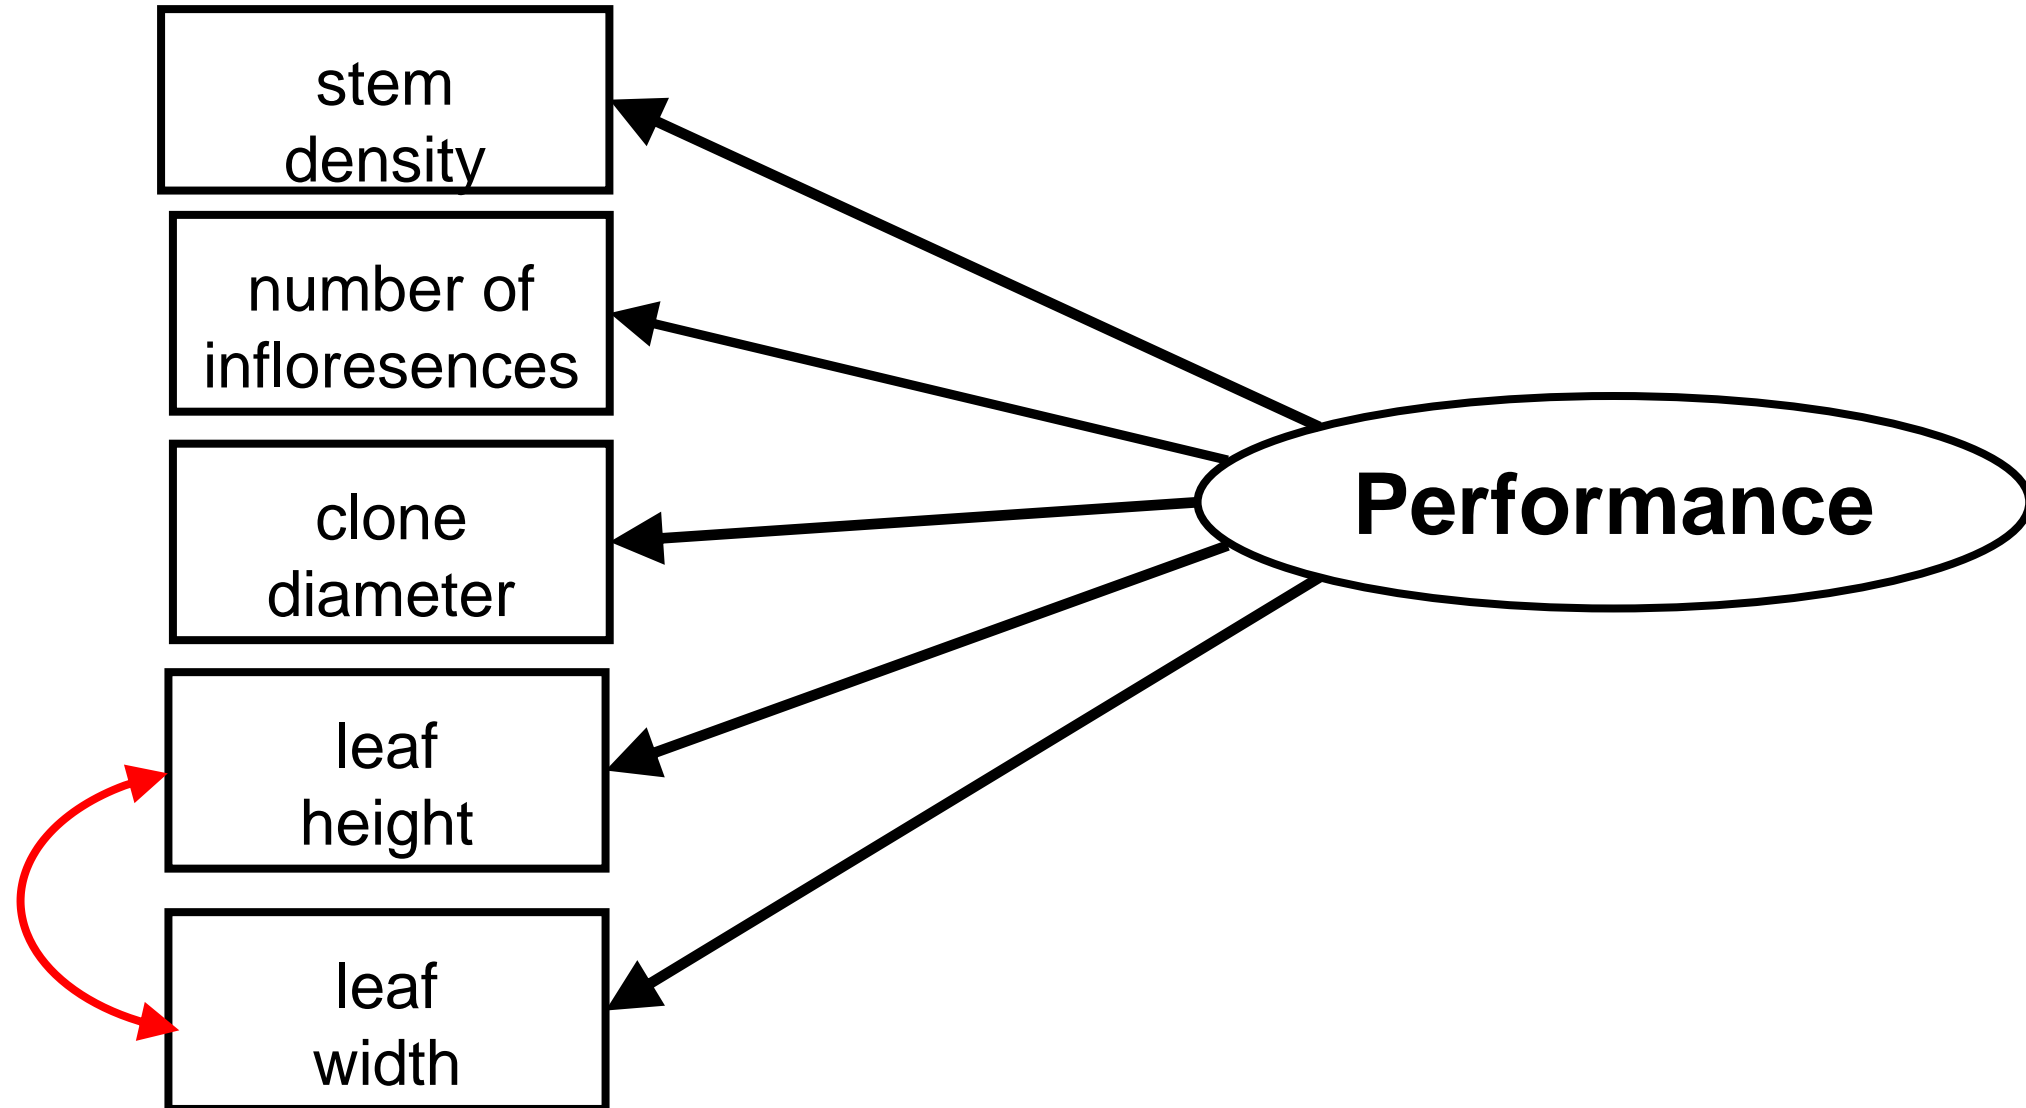 stem
density
number of
infloresences
clone
diameter
Performance
leaf
height
leaf
width